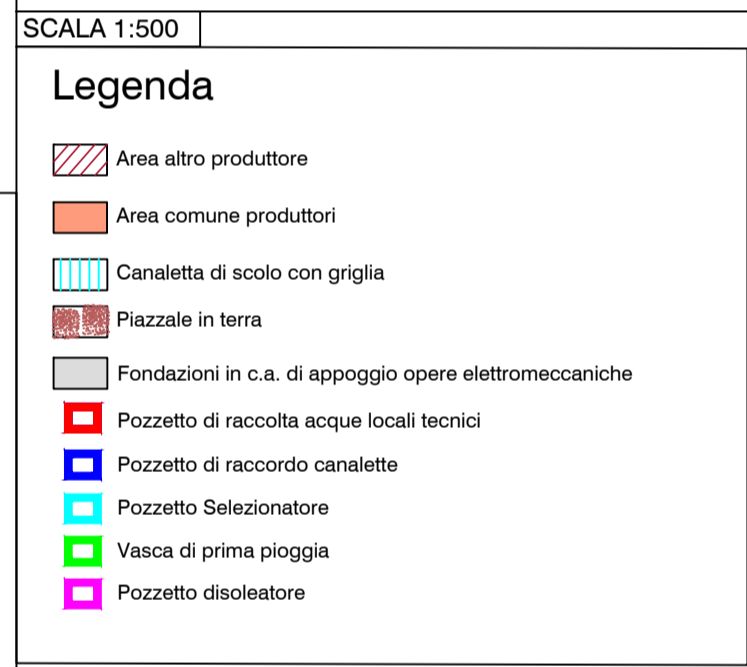 SCALA 1:500
Legenda
Area altro produttore
Area comune produttori
Canaletta di scolo con griglia
Piazzale in terra
Fondazioni in c.a. di appoggio opere elettromeccaniche
Pozzetto di raccolta acque locali tecnici
Pozzetto di raccordo canalette
Pozzetto Selezionatore
Vasca di prima pioggia
Pozzetto disoleatore